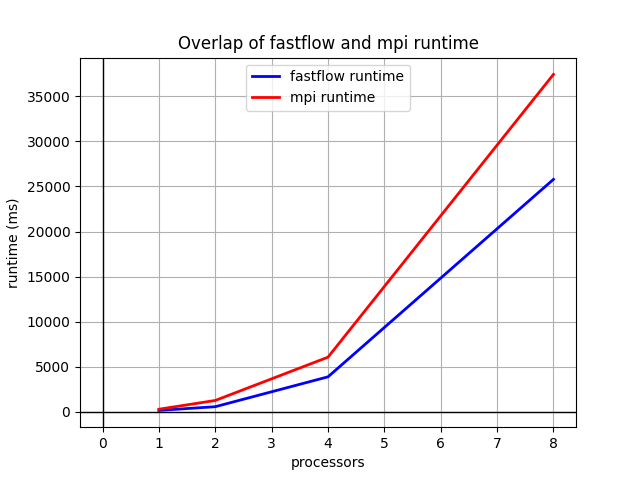 Overlap of fastflow and mpi runtime
fastflow runtime
mpi runtime
runtime (ms)
35000
30000
25000
20000
15000
10000
5000
0
0 1 2 3 4 5 6 7 8
processors